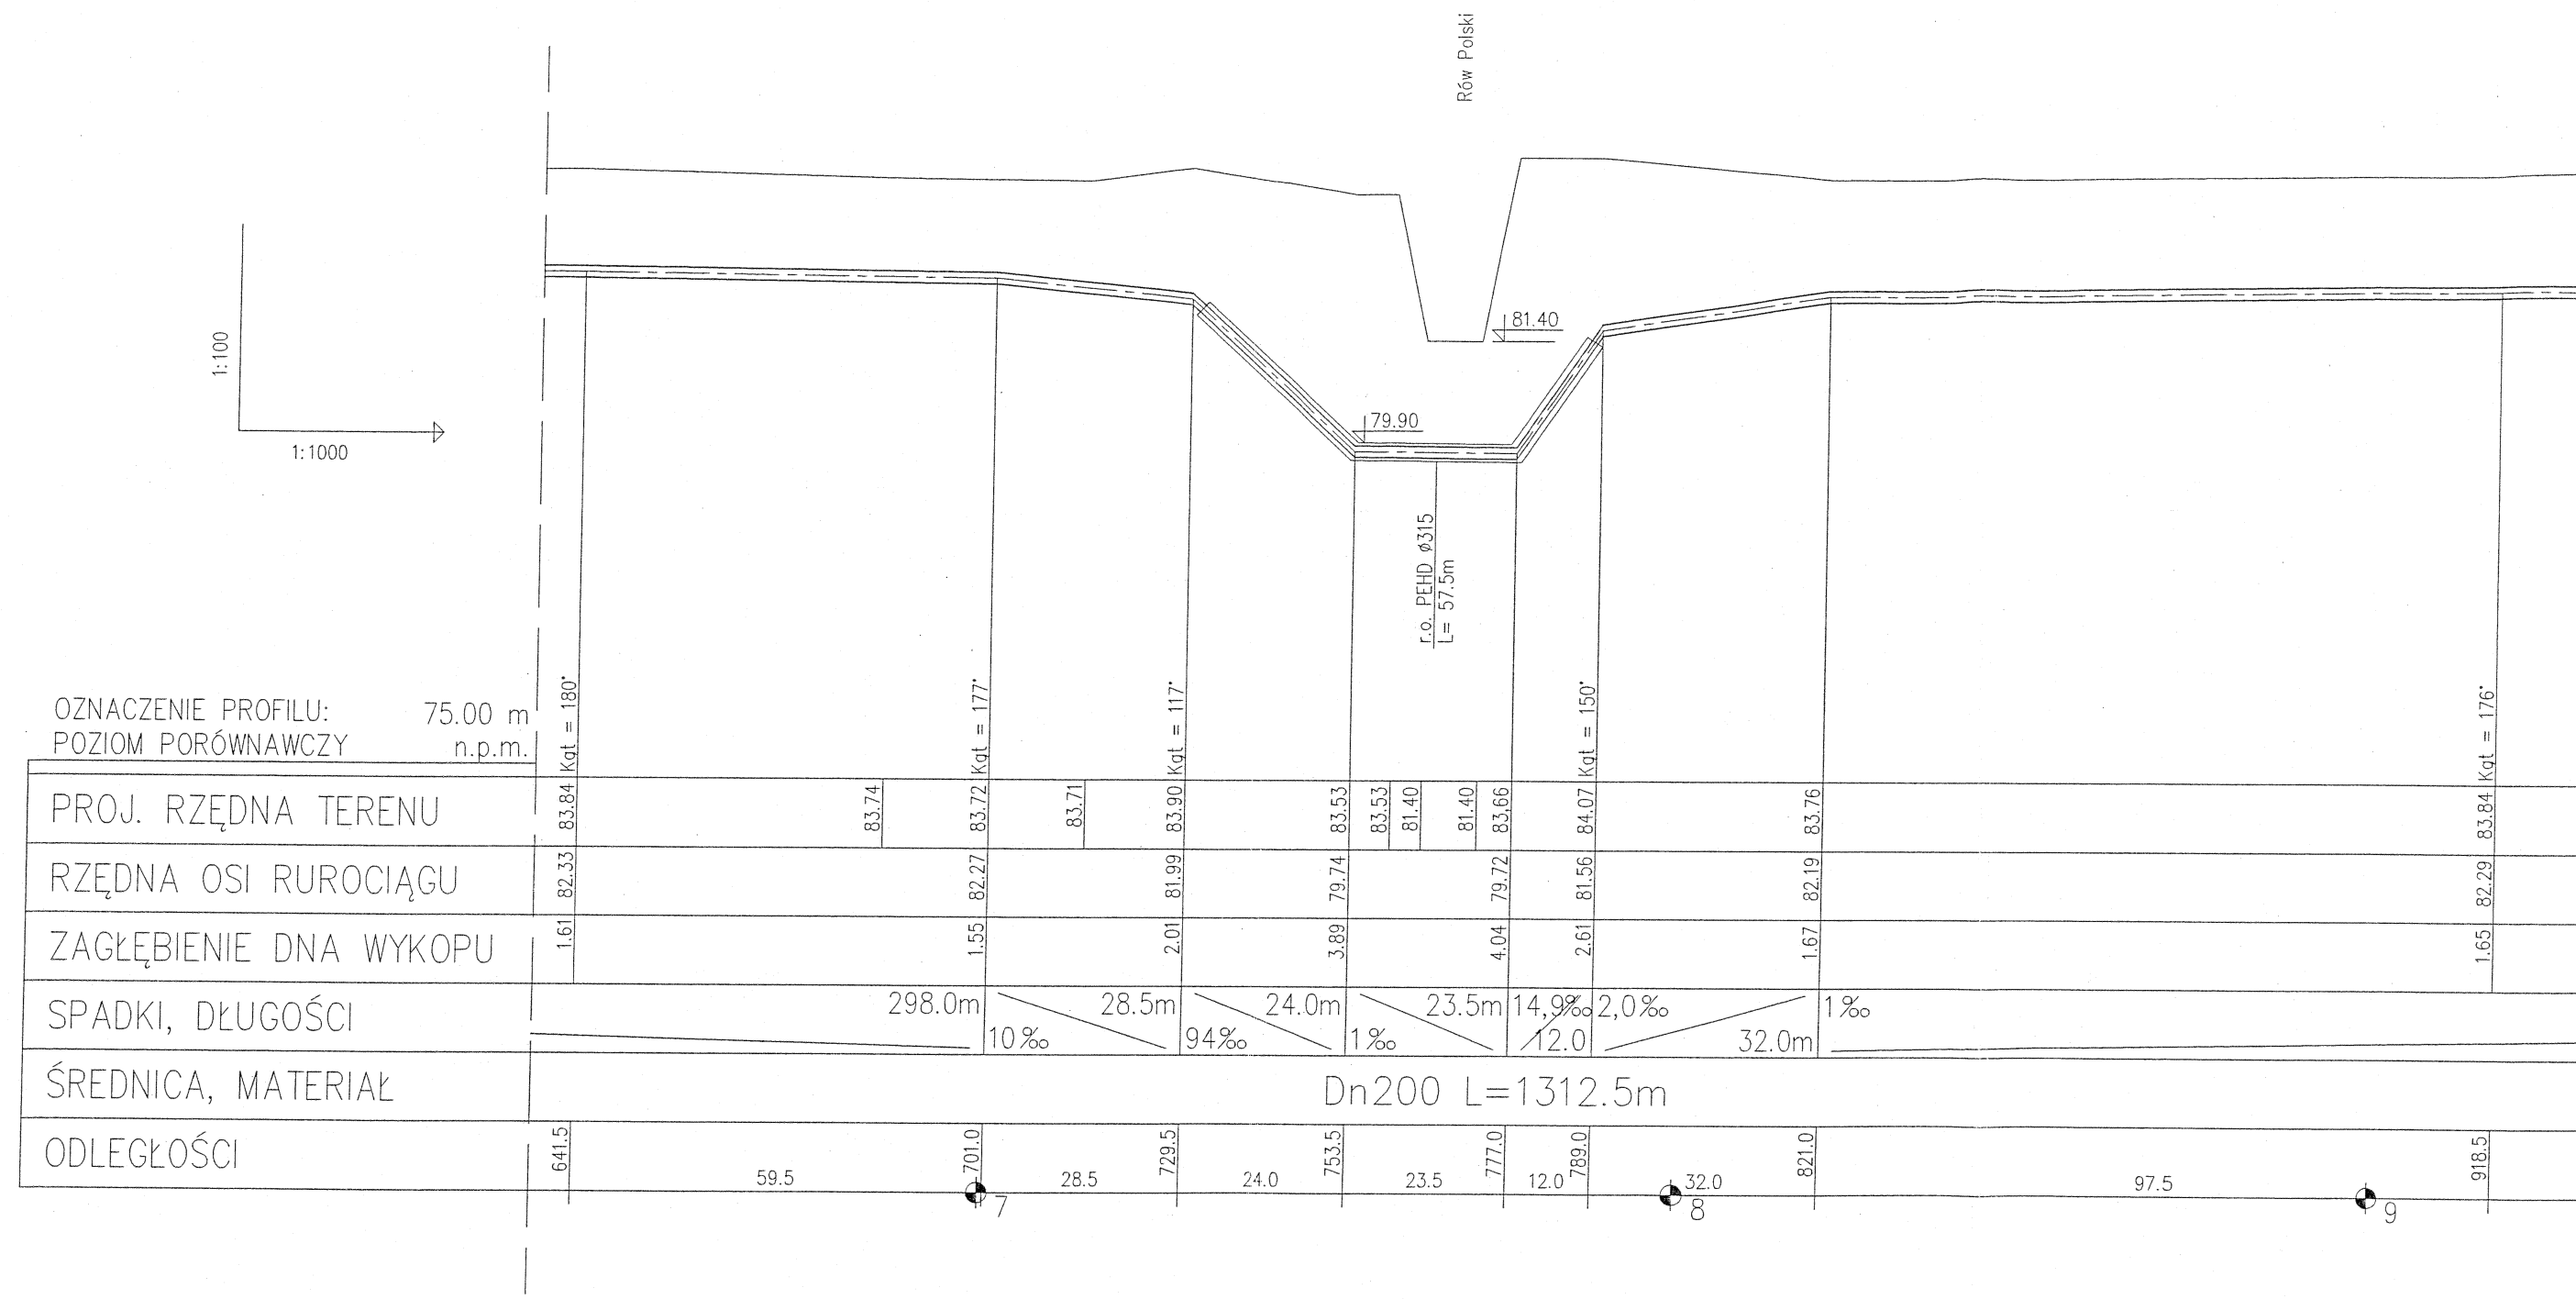 Rów Polski
1:100
1:1000
81.40
79.90
r.o. PEHD ø315
L= 57.5m
OZNACZENIE PROFILU: 75.00 m
POZIOM PORÓWNAWCZY n.p.m.
Kąt = 180°
Kąt = 177°
Kąt = 117°
Kąt = 150°
Kąt = 176°
PROJ. RZĘDNA TERENU 83.84 83.74 83.72 83.71 83.90 83.53 83.53 81.40 81.40 83.66 84.07 83.76 83.84
RZĘDNA OSI RUROCIĄGU 82.33 82.27 81.99 79.74 79.72 81.56 82.19 82.29
ZAGŁĘBIENIE DNA WYKOPU 1.61 1.55 2.01 3.89 4.04 2.61 1.67 1.65
SPADKI, DŁUGOŚCI 298.0m 28.5m 24.0m 23.5m 14,9‰ 2,0‰ 1‰
10‰ 94‰ 1‰ 12.0 32.0m
ŚREDNICA, MATERIAŁ Dn200 L=1312.5m
ODLEGŁOŚCI 641.5 701.0 729.5 753.5 777.0 789.0 821.0 918.5
59.5 28.5 24.0 23.5 12.0 32.0 97.5
7 8 9